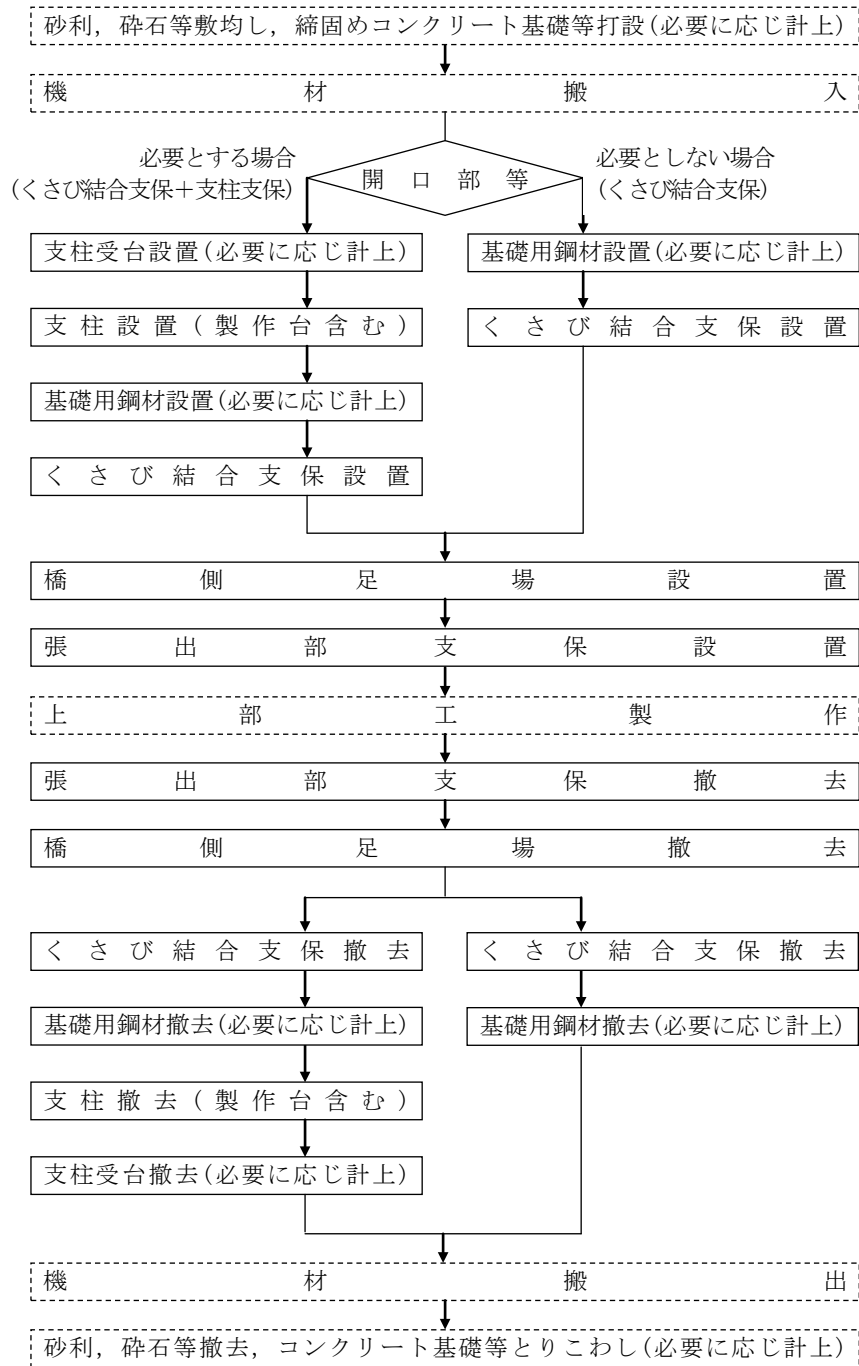 砂利，砕石等敷均し，締固めコンクリート基礎等打設(必要に応じ計上)
機材搬入
必要とする場合
(くさび結合支保＋支柱支保)
開口部等
必要としない場合
(くさび結合支保)
支柱受台設置(必要に応じ計上)
基礎用鋼材設置(必要に応じ計上)
支柱設置(製作台含む)
くさび結合支保設置
基礎用鋼材設置(必要に応じ計上)
くさび結合支保設置
橋側足場設置
張出部支保設置
上部工製作
張出部支保撤去
橋側足場撤去
くさび結合支保撤去
くさび結合支保撤去
基礎用鋼材撤去(必要に応じ計上)
基礎用鋼材撤去(必要に応じ計上)
支柱撤去(製作台含む)
支柱受台撤去(必要に応じ計上)
機材搬出
砂利，砕石等撤去，コンクリート基礎等とりこわし(必要に応じ計上)